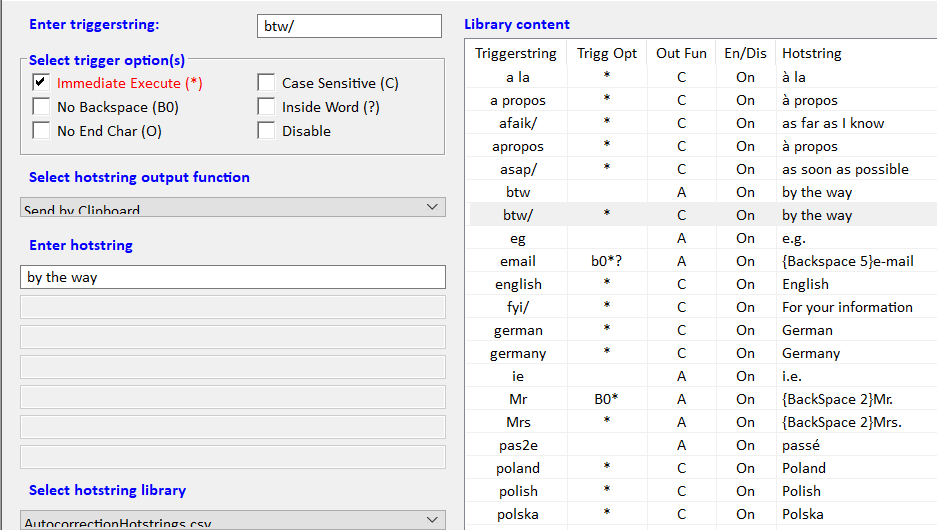 Enter triggerstring:
btw/
Select trigger option(s)
Immediate Execute (*)
Case Sensitive (C)
No Backspace (B0)
Inside Word (?)
No End Char (O)
Disable
Select hotstring output function
Send by Clipboard
Enter hotstring
by the way
Select hotstring library
AutocorrectionHotstrings.csv
Library content
Triggerstring Trigg Opt Out Fun En/Dis Hotstring
a la * C On à la
a propos * C On à propos
afaik/ * C On as far as I know
apropos * C On à propos
asap/ * C On as soon as possible
btw A On by the way
btw/ * C On by the way
eg A On e.g.
email b0*? A On {Backspace 5}e-mail
english * C On English
fyi/ * C On For your information
german * C On German
germany * C On Germany
ie A On i.e.
Mr B0* A On {BackSpace 2}Mr.
Mrs * A On {BackSpace 2}Mrs.
pas2e A On passé
poland * C On Poland
polish * C On Polish
polska * C On Polska